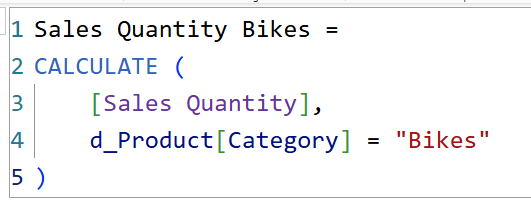 1 Sales Quantity Bikes =
2 CALCULATE (
3 [Sales Quantity],
4 d_Product[Category] = "Bikes"
5 )